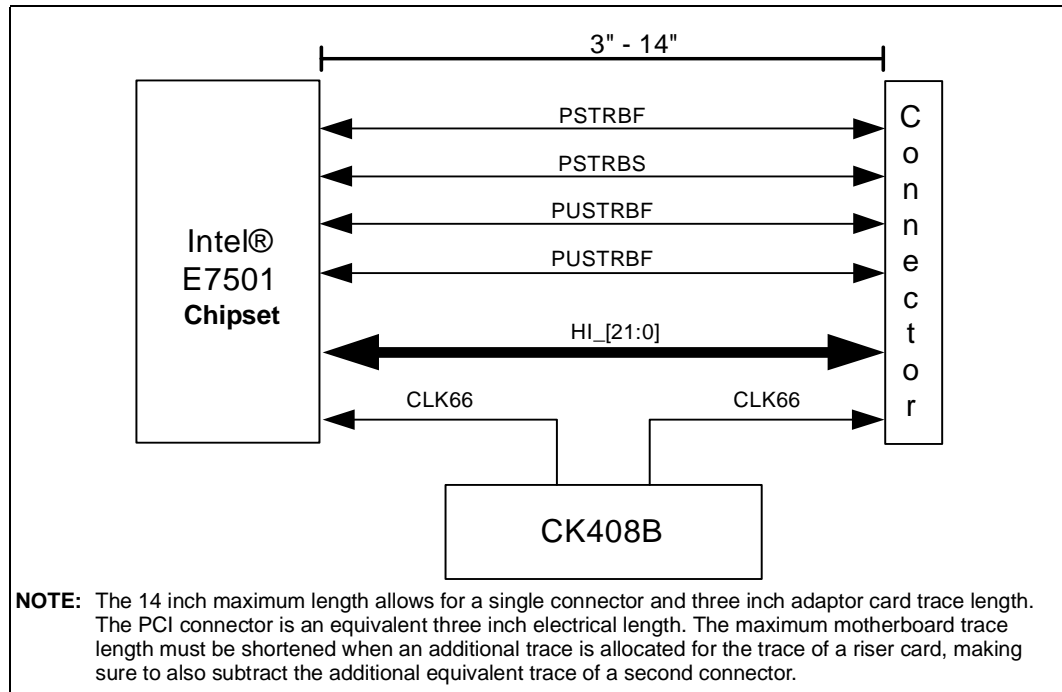 3" - 14"
PSTRBF
PSTRBS
PUSTRBF
PUSTRBF
HI_[21:0]
CLK66
CLK66
Intel®
E7501
Chipset
Connector
CK408B
NOTE: The 14 inch maximum length allows for a single connector and three inch adaptor card trace length.
The PCI connector is an equivalent three inch electrical length. The maximum motherboard trace
length must be shortened when an additional trace is allocated for the trace of a riser card, making
sure to also subtract the additional equivalent trace of a second connector.